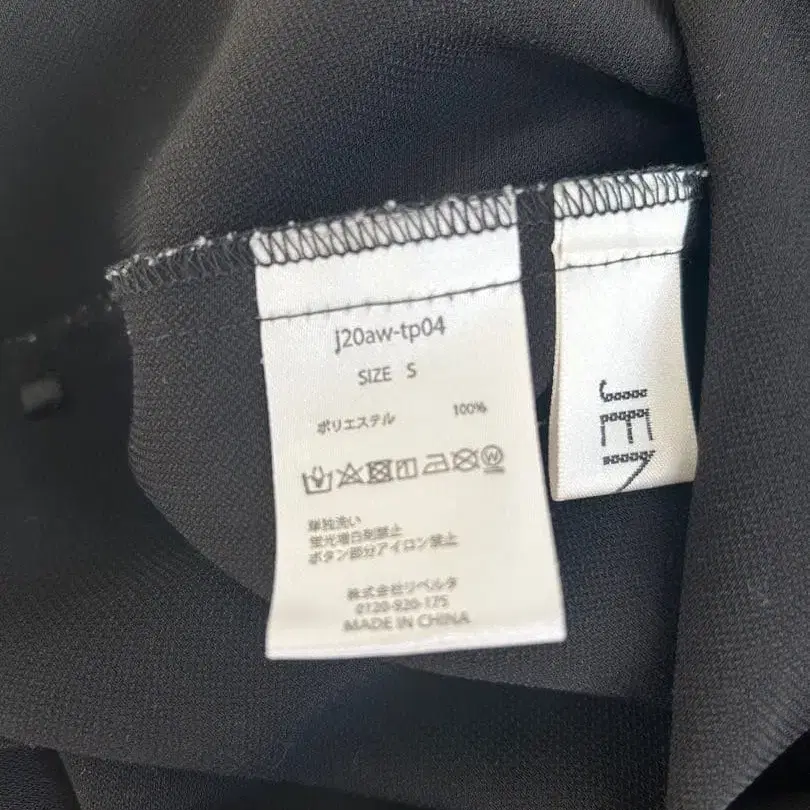 j20aw-tp04
SIZE S
ポリエステル 100%
W
単独洗い
蛍光増白剤禁止
ボタン部分アイロン禁止
株式会社リベルタ
0120-920-175
MADE IN CHINA